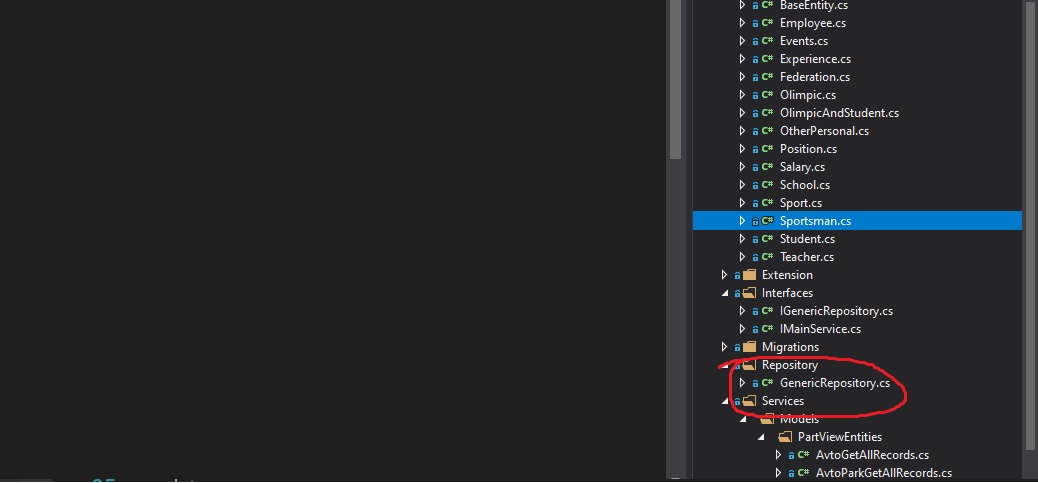 BaseEntity.cs
C# Employee.cs
C# Events.cs
C# Experience.cs
C# Federation.cs
C# Olimpic.cs
C# OlimpicAndStudent.cs
C# OtherPersonal.cs
C# Position.cs
C# Salary.cs
C# School.cs
C# Sport.cs
C# Sportsman.cs
C# Student.cs
C# Teacher.cs
Extension
Interfaces
C# IGenericRepository.cs
C# IMainService.cs
Migrations
Repository
C# GenericRepository.cs
Services
Models
PartViewEntities
C# AvtoGetAllRecords.cs
C# AvtoParkGetAllRecords.cs